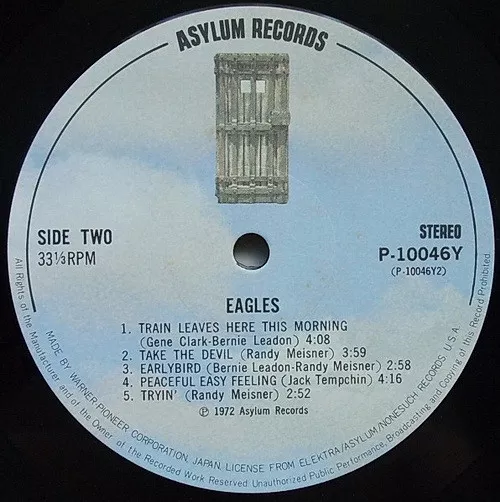 ASYLUM RECORDS
SIDE TWO
33⅓RPM
STEREO
P-10046Y
(P-10046Y2)
EAGLES
1. TRAIN LEAVES HERE THIS MORNING
(Gene Clark-Bernie Leadon) 4:08
2. TAKE THE DEVIL (Randy Meisner) 3:59
3. EARLYBIRD (Bernie Leadon-Randy Meisner) 2:58
4. PEACEFUL EASY FEELING (Jack Tempchin) 4:16
5. TRYIN' (Randy Meisner) 2:52
Ⓟ 1972 Asylum Records
MADE BY WARNER-PIONEER CORPORATION, JAPAN, LICENSE FROM ELEKTRA/ASYLUM/NONESUCH RECORDS, U.S.A.
All Rights of the Manufacturer and of the Owner of the Recorded Work Reserved Unauthorized Public Performance, Broadcasting and Copying of this Record Prohibited